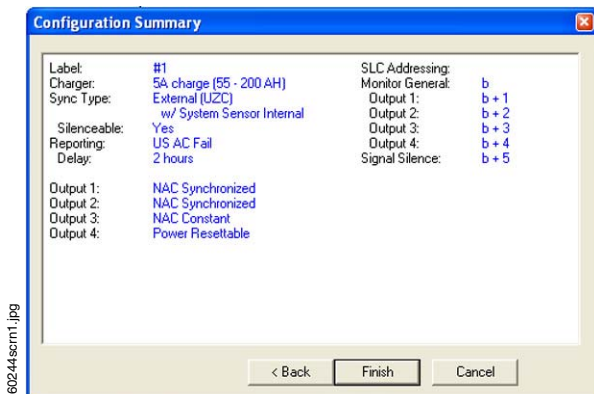 Configuration Summary
Label: #1
Charger: 5A charge (55 - 200 AH)
Sync Type: External (UZC)
w/ System Sensor Internal
Silenceable: Yes
Reporting: US AC Fail
Delay: 2 hours
Output 1: NAC Synchronized
Output 2: NAC Synchronized
Output 3: NAC Constant
Output 4: Power Resettable
SLC Addressing:
Monitor General: b
Output 1: b + 1
Output 2: b + 2
Output 3: b + 3
Output 4: b + 4
Signal Silence: b + 5
< Back Finish Cancel
60244scrn1.jpg